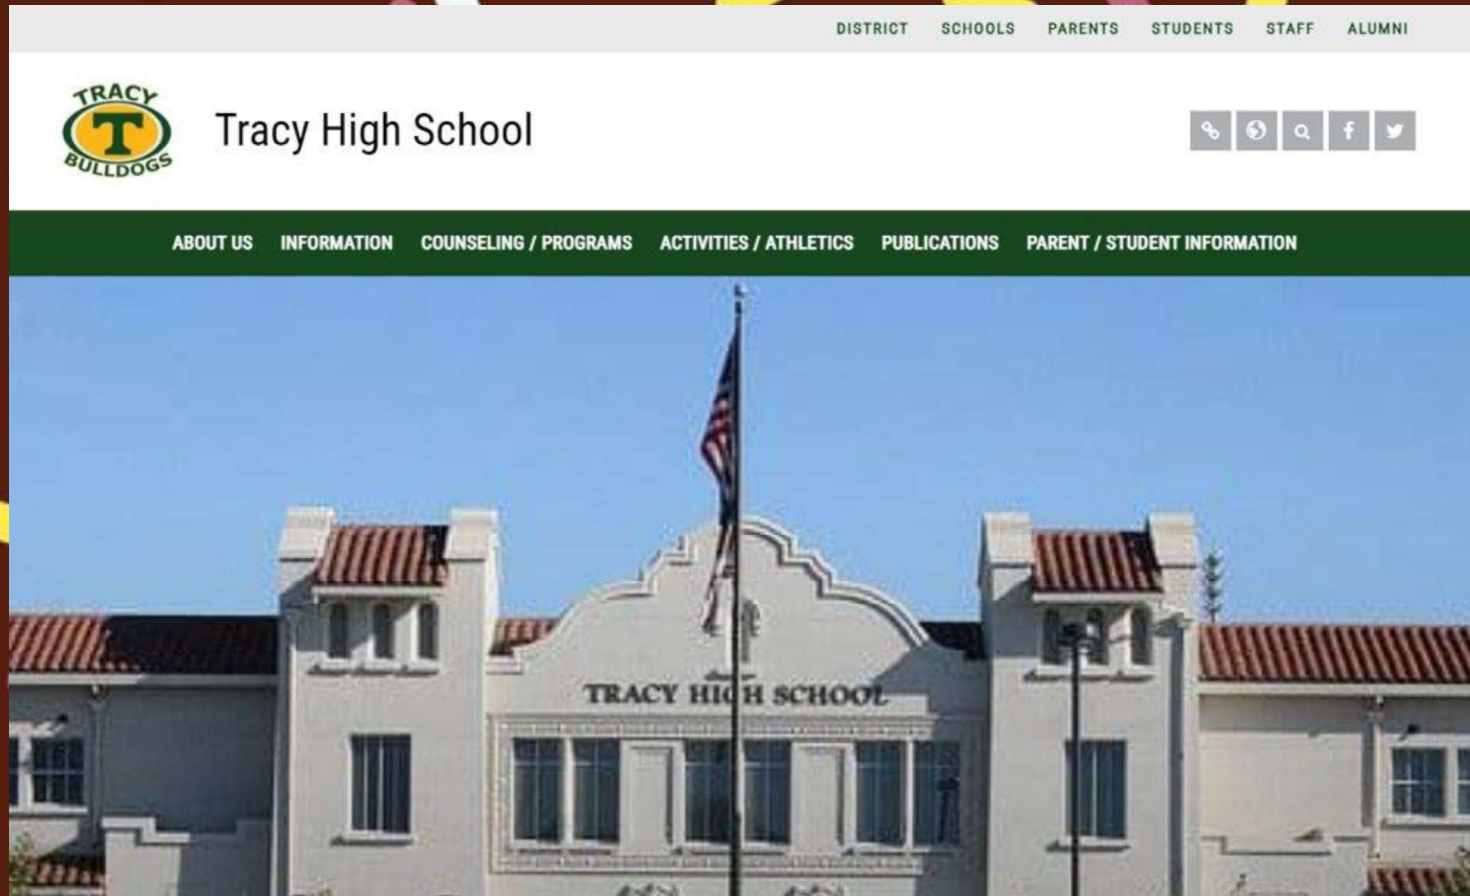 DISTRICT SCHOOLS PARENTS STUDENTS STAFF ALUMNI
TRACY
T
BULLDOGS
Tracy High School
ABOUT US INFORMATION COUNSELING / PROGRAMS ACTIVITIES / ATHLETICS PUBLICATIONS PARENT / STUDENT INFORMATION
TRACY HIGH SCHOOL